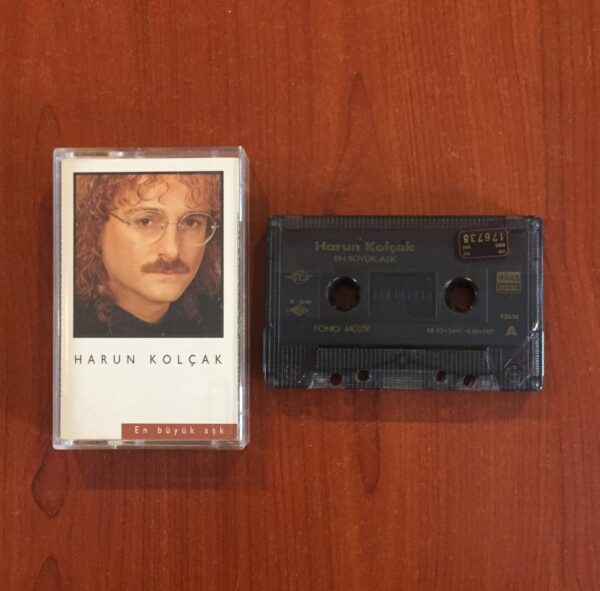 HARUN KOLÇAK
En büyük aşk
Harun Kolçak
EN BÜYÜK AŞK
176738
FONO MÜZİK
A